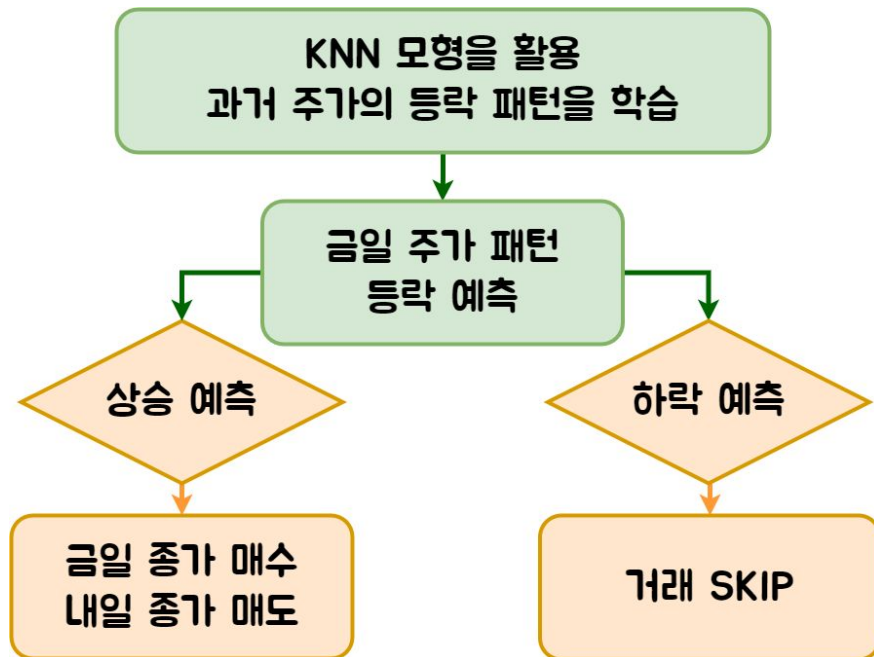 KNN 모형을 활용
과거 주가의 등락 패턴을 학습
금일 주가 패턴
등락 예측
상승 예측
하락 예측
금일 종가 매수
내일 종가 매도
거래 SKIP